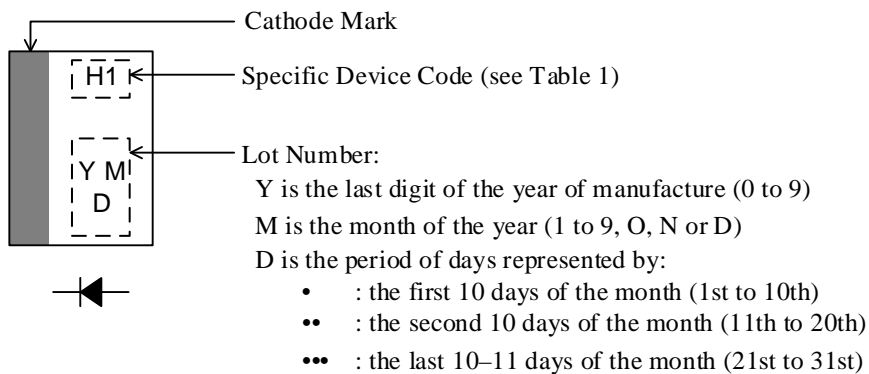 Cathode Mark
H1
Specific Device Code (see Table 1)
Lot Number:
Y M
D
Y is the last digit of the year of manufacture (0 to 9)
M is the month of the year (1 to 9, O, N or D)
D is the period of days represented by:
• : the first 10 days of the month (1st to 10th)
•• : the second 10 days of the month (11th to 20th)
••• : the last 10–11 days of the month (21st to 31st)